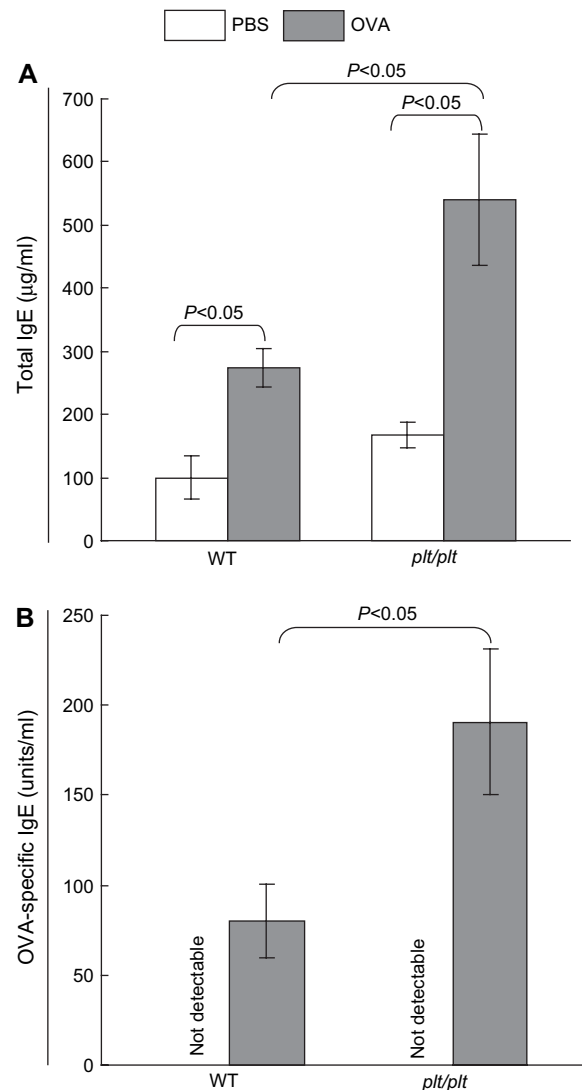 PBS OVA
A
P<0.05
P<0.05
P<0.05
Total IgE (µg/ml)
700
600
500
400
300
200
100
0
WT plt/plt
B
P<0.05
OVA-specific IgE (units/ml)
250
200
150
100
50
0
Not detectable
Not detectable
WT plt/plt